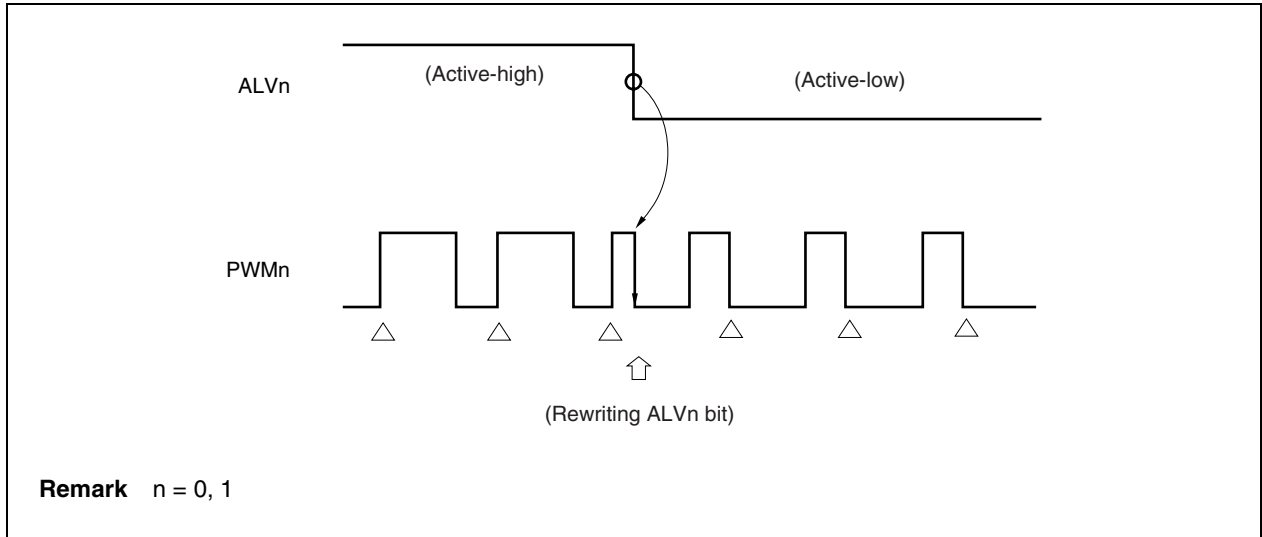 ALVn
(Active-high)
(Active-low)
PWMn
(Rewriting ALVn bit)
Remark n = 0, 1